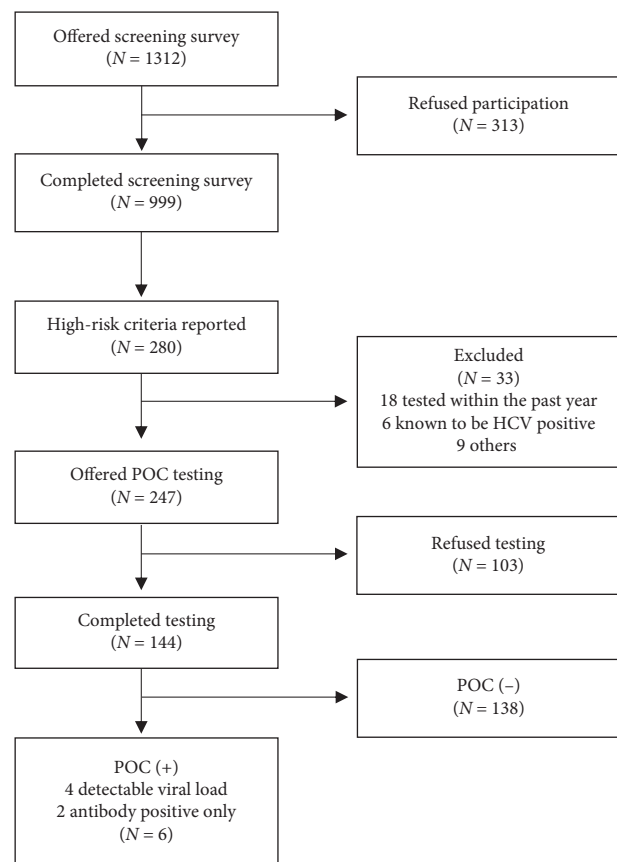 Offered screening survey
(N = 1312)
Refused participation
(N = 313)
Completed screening survey
(N = 999)
High-risk criteria reported
(N = 280)
Excluded
(N = 33)
18 tested within the past year
6 known to be HCV positive
9 others
Offered POC testing
(N = 247)
Refused testing
(N = 103)
Completed testing
(N = 144)
POC (–)
(N = 138)
POC (+)
4 detectable viral load
2 antibody positive only
(N = 6)